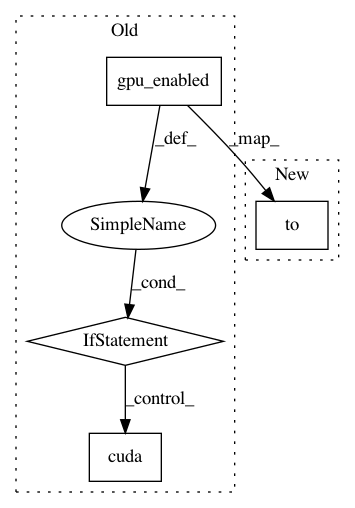 Old
gpu_enabled
_def_
_map_
New
SimpleName
to
_cond_
IfStatement
_control_
cuda